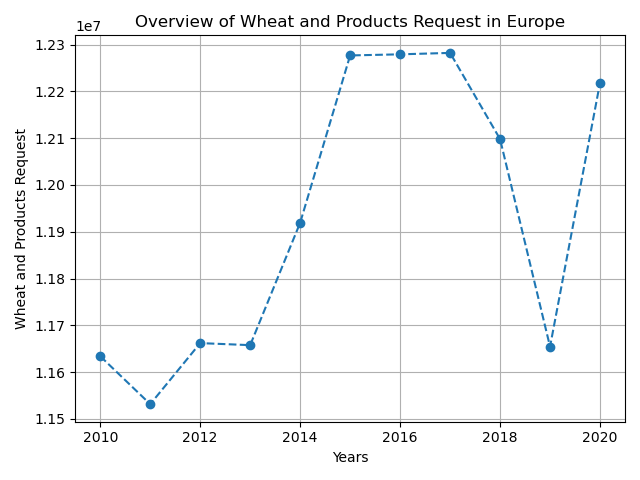 Overview of Wheat and Products Request in Europe
1e7
1.23
1.22
1.21
1.20
1.19
1.18
1.17
1.16
1.15
Wheat and Products Request
2010 2012 2014 2016 2018 2020
Years